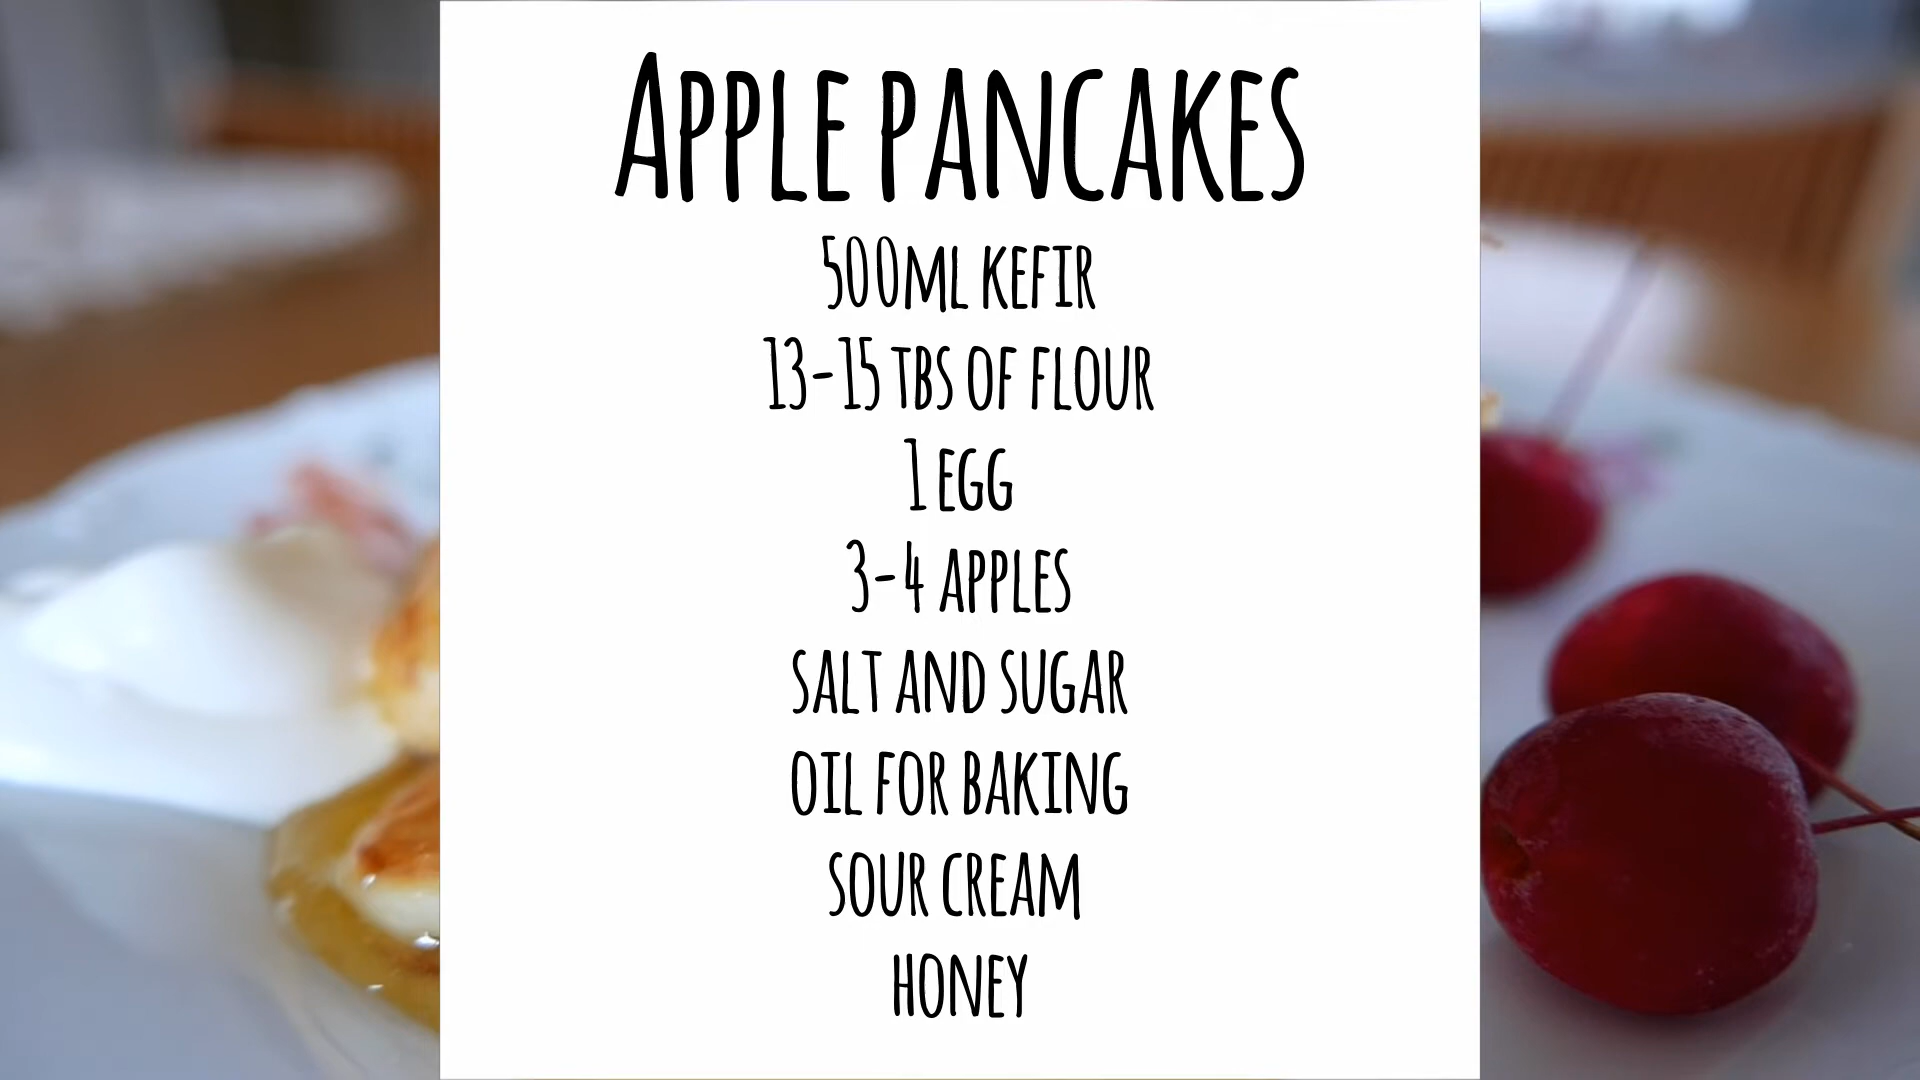 Apple pancakes
500ml kefir
13-15 tbs of flour
1 egg
3-4 apples
salt and sugar
oil for baking
sour cream
honey